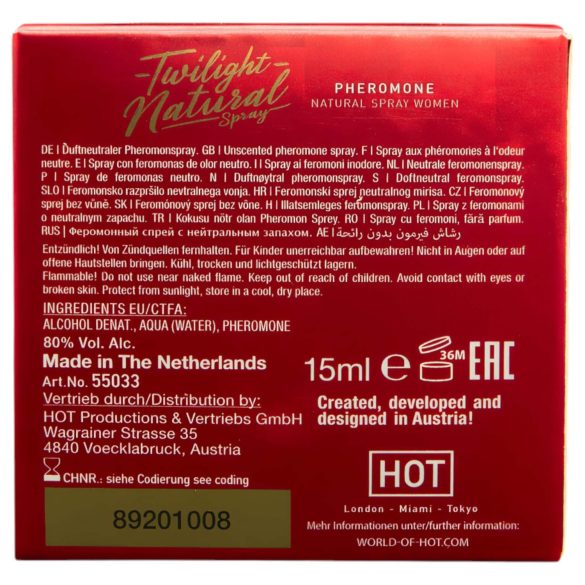 Twilight
Natural
Spray
PHEROMONE
NATURAL SPRAY WOMEN
DE | Duftneutraler Pheromonspray. GB | Unscented pheromone spray. F | Spray aux phéromones à l'odeur
neutre. E | Spray con feromonas de olor neutro. I | Spray ai feromoni inodore. NL | Neutrale feromonenspray.
P | Spray de feromonas neutro. N | Duftnøytral pheromonspray. S | Doftneutral feromonspray.
SLO | Feromonsko razpršilo nevtralnega vonja. HR | Feromonski sprej neutralnog mirisa. CZ | Feromonový
sprej bez vůně. SK | Feromónový sprej bez vône. H | Illatsemleges feromonspray. PL | Spray z feromonami
o neutralnym zapachu. TR | Kokusu nötr olan Pheromon Sprey. RO | Spray cu feromoni, fără parfum.
RUS | Феромонный спрей с нейтральным запахом. AE | رشاش فيرمون بدون رائحة
Entzündlich! Von Zündquellen fernhalten. Für Kinder unerreichbar aufbewahren! Nicht in Augen oder auf
offene Hautstellen bringen. Kühl, trocken und lichtgeschützt lagern.
Flammable! Do not use near naked flame. Keep out of reach of children. Avoid contact with eyes or
broken skin. Protect from sunlight, store in a cool, dry place.
INGREDIENTS EU/CTFA:
ALCOHOL DENAT., AQUA (WATER), PHEROMONE
80% Vol. Alc.
Made in The Netherlands
Art.No. 55033
Vertrieb durch/Distribution by:
HOT Productions & Vertriebs GmbH
Wagrainer Strasse 35
4840 Voecklabruck, Austria
CHNR.: siehe Codierung see coding
89201008
15ml e 36M EAC
Created, developed and
designed in Austria!
HOT
London - Miami - Tokyo
Mehr Informationen unter/further information:
WORLD-OF-HOT.COM